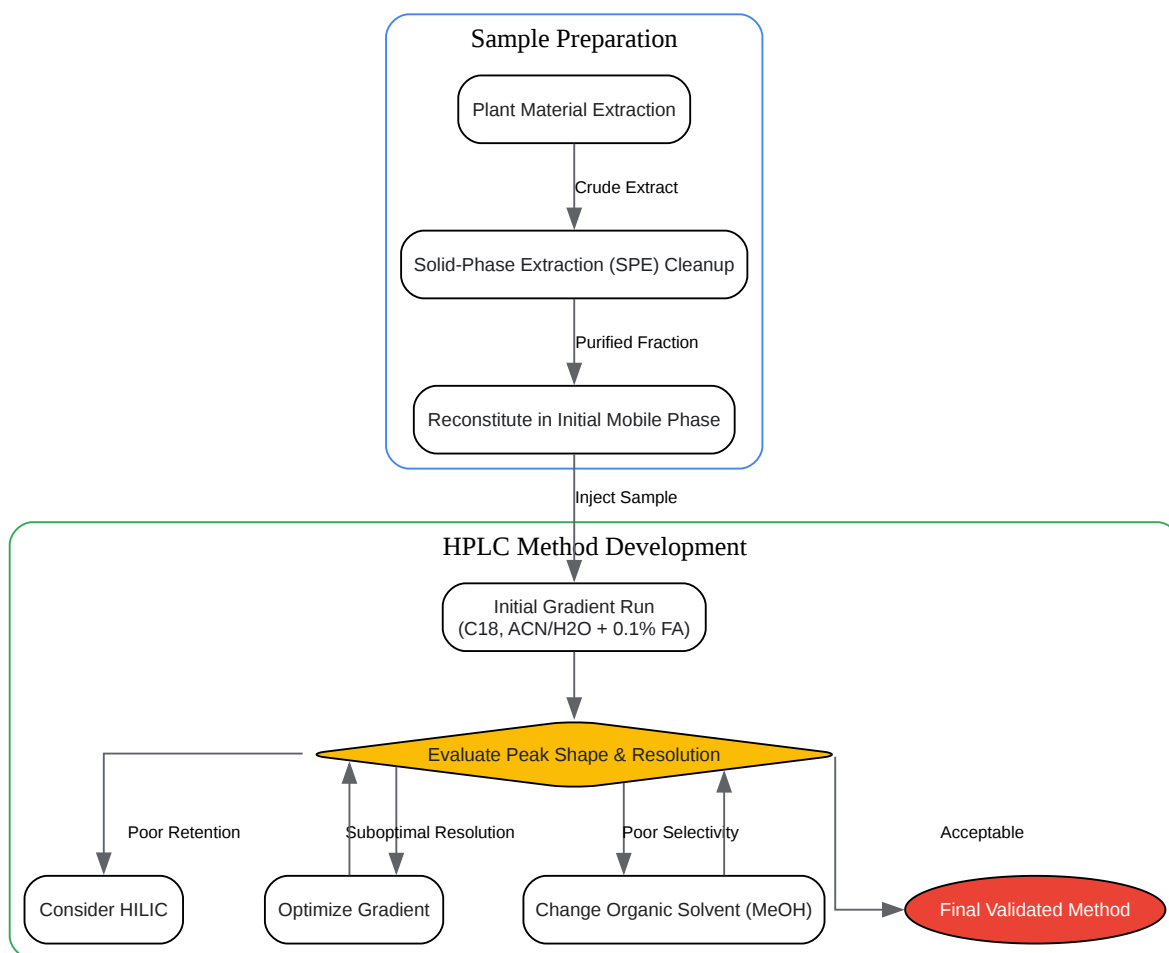 Sample Preparation
Plant Material Extraction
Crude Extract
Solid-Phase Extraction (SPE) Cleanup
Purified Fraction
Reconstitute in Initial Mobile Phase
Inject Sample
HPLC Method Development
Initial Gradient Run
(C18, ACN/H2O + 0.1% FA)
Evaluate Peak Shape & Resolution
Poor Retention
Suboptimal Resolution
Poor Selectivity
Acceptable
Consider HILIC
Optimize Gradient
Change Organic Solvent (MeOH)
Final Validated Method